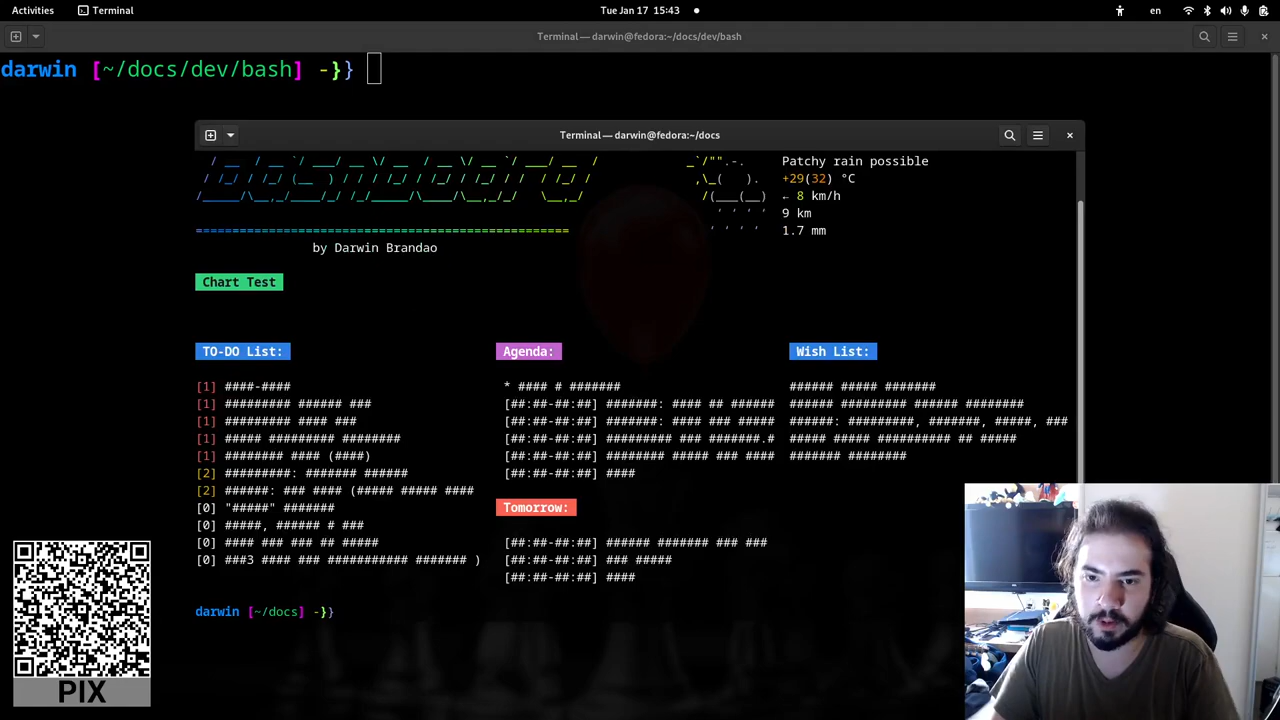 Activities Terminal Tue Jan 17 15:43 en
Terminal — darwin@fedora:~/docs/dev/bash
darwin [~/docs/dev/bash] -}}
Terminal — darwin@fedora:~/docs
Patchy rain possible
+29(32) °C
← 8 km/h
9 km
1.7 mm
==================================================
by Darwin Brandao
Chart Test
TO-DO List:
[1] ####-####
[1] ######### ###### ###
[1] ######### #### ###
[1] ##### ######### ########
[1] ######## #### (####)
[2] #########: ####### ######
[2] ######: ### #### (##### ##### ####
[0] "#####" #######
[0] #####, ###### # ###
[0] #### ### ### ## #####
[0] ###3 #### ### ########### ####### )
Agenda:
* #### # #######
[##:##-##:##] #######: #### ## ######
[##:##-##:##] #######: #### ### #####
[##:##-##:##] ######### ### #######.#
[##:##-##:##] ######## ##### ### ####
[##:##-##:##] ####
Tomorrow:
[##:##-##:##] ###### ####### ### ###
[##:##-##:##] ### #####
[##:##-##:##] ####
Wish List:
###### ##### #######
###### ######### ###### ########
######: #########, #######, #####, ###
##### ##### ########## ## #####
####### ########
darwin [~/docs] -}}
PIX